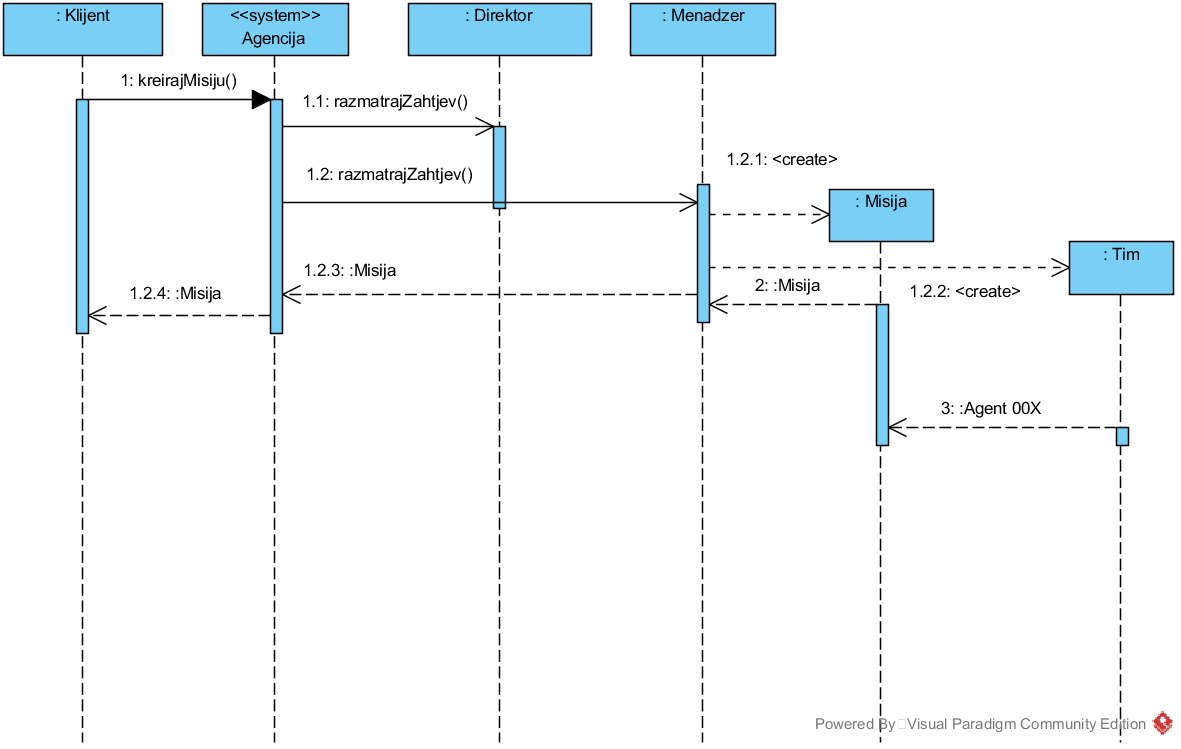 : Klijent
<<system>>
Agencija
: Direktor
: Menadzer
1: kreirajMisiju()
1.1: razmatrajZahtjev()
1.2: razmatrajZahtjev()
1.2.1: <create>
: Misija
: Tim
1.2.2: <create>
2: :Misija
1.2.3: :Misija
1.2.4: :Misija
3: :Agent 00X
Powered By Visual Paradigm Community Edition